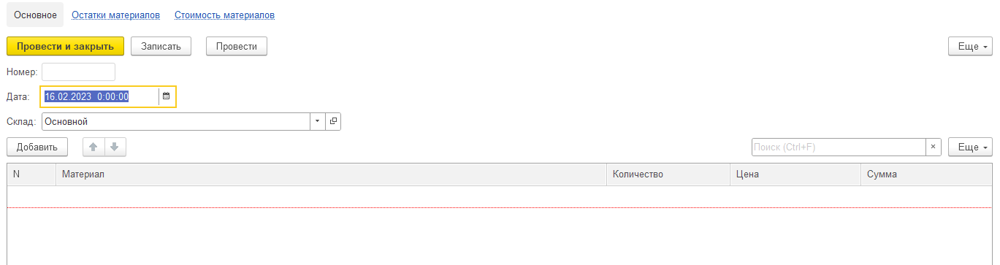 Основное Остатки материалов Стоимость материалов
Провести и закрыть Записать Провести Еще
Номер:
Дата: 16.02.2023 0:00:00
Склад: Основной
Добавить Поиск (Ctrl+F) × Еще
N Материал Количество Цена Сумма